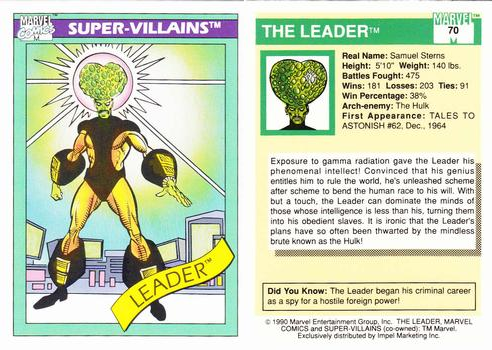 MARVEL
COMICS
M
SUPER-VILLAINS™
LEADER™
THE LEADER™
MARVEL™
70
M
Real Name: Samuel Sterns
Height: 5'10" Weight: 140 lbs.
Battles Fought: 475
Wins: 181 Losses: 203 Ties: 91
Win Percentage: 38%
Arch-enemy: The Hulk
First Appearance: TALES TO
ASTONISH #62, Dec., 1964
Exposure to gamma radiation gave the Leader his
phenomenal intellect! Convinced that his genius
entitles him to rule the world, he's unleashed scheme
after scheme to bend the human race to his will. With
but a touch, the Leader can dominate the minds of
those whose intelligence is less than his, turning them
into his obedient slaves. It is ironic that the Leader's
plans have so often been thwarted by the mindless
brute known as the Hulk!
Did You Know: The Leader began his criminal career
as a spy for a hostile foreign power!
© 1990 Marvel Entertainment Group, Inc. THE LEADER, MARVEL
COMICS and SUPER-VILLAINS (co-owned): TM Marvel.
Exclusively distributed by Impel Marketing Inc.